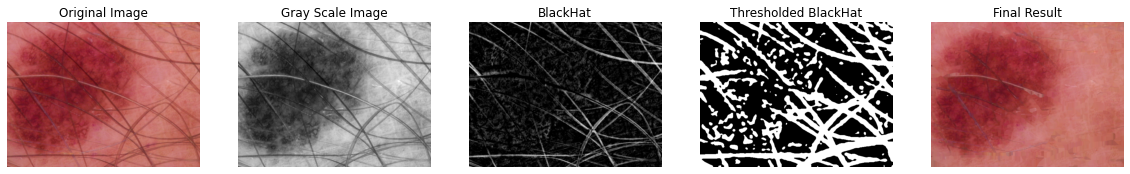 Original Image
Gray Scale Image
BlackHat
Thresholded BlackHat
Final Result